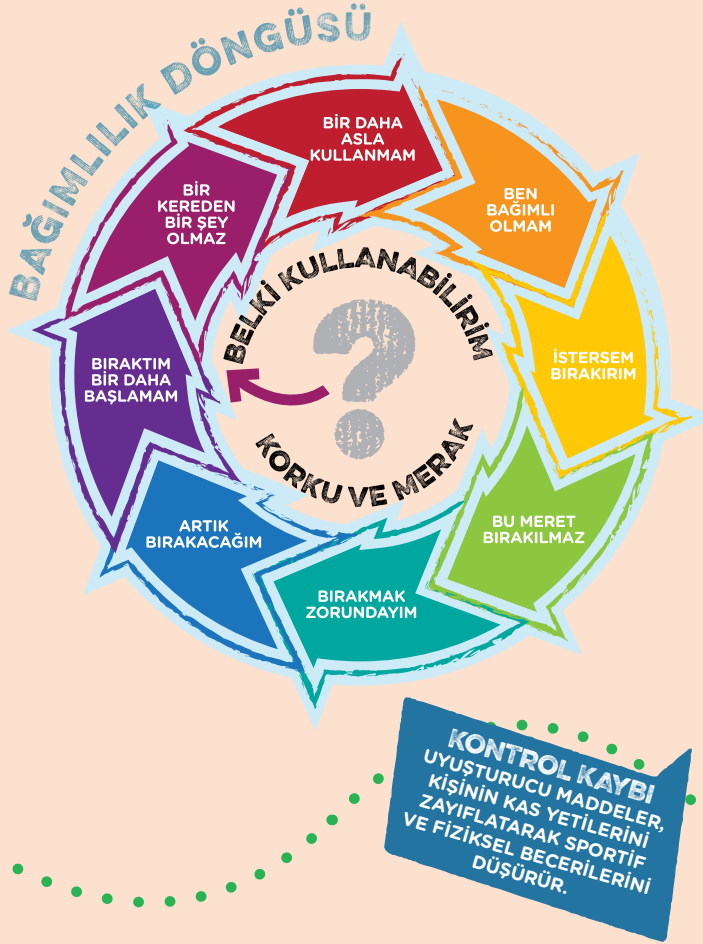 BAĞIMLILIK DÖNGÜSÜ
BİR DAHA
ASLA
KULLANMAM
BEN
BAĞIMLI
OLMAM
İSTERSEM
BIRAKIRIM
BU MERET
BIRAKILMAZ
BIRAKMAK
ZORUNDAYIM
ARTIK
BIRAKACAĞIM
BIRAKTIM
BİR DAHA
BAŞLAMAM
BİR
KEREDEN
BİR ŞEY
OLMAZ
BELKİ KULLANABİLİRİM
?
KORKU VE MERAK
KONTROL KAYBI
UYUŞTURUCU MADDELER,
KİŞİNİN KAS YETİLERİNİ
ZAYIFLATARAK SPORTİF
VE FİZİKSEL BECERİLERİNİ
DÜŞÜRÜR.